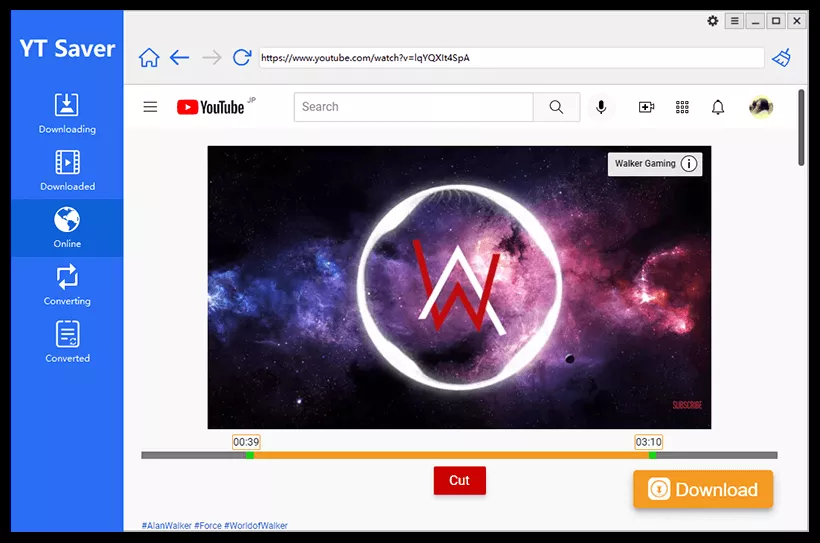 YT Saver
Downloading
Downloaded
Online
Converting
Converted
https://www.youtube.com/watch?v=lqYQXIt4SpA
YouTube JP
Search
Walker Gaming
SUBSCRIBE
00:39
03:10
Cut
Download
#AlanWalker #Force #WorldofWalker